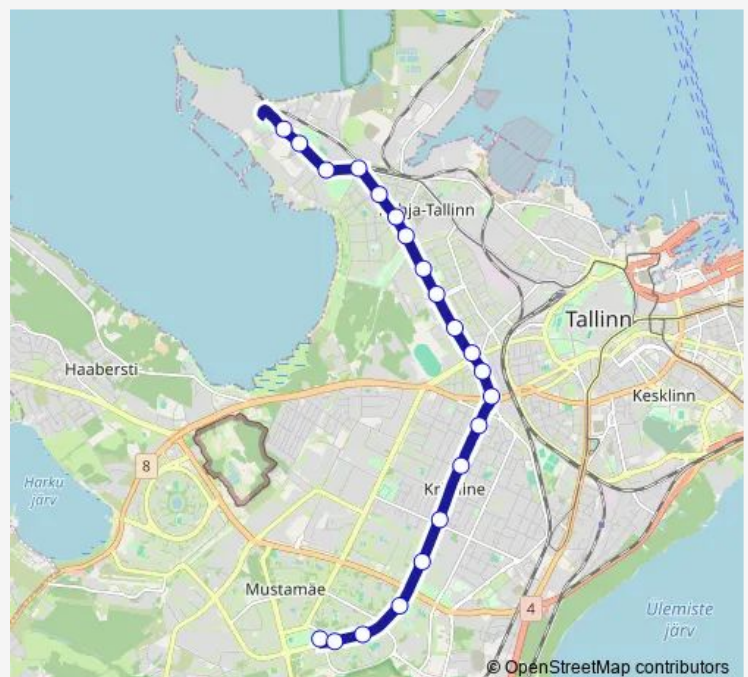 Tallinn
Haabersti
Kesklinn
8
Harku
järv
Mustamäe
4
Ülemiste
järv
© OpenStreetMap contributors